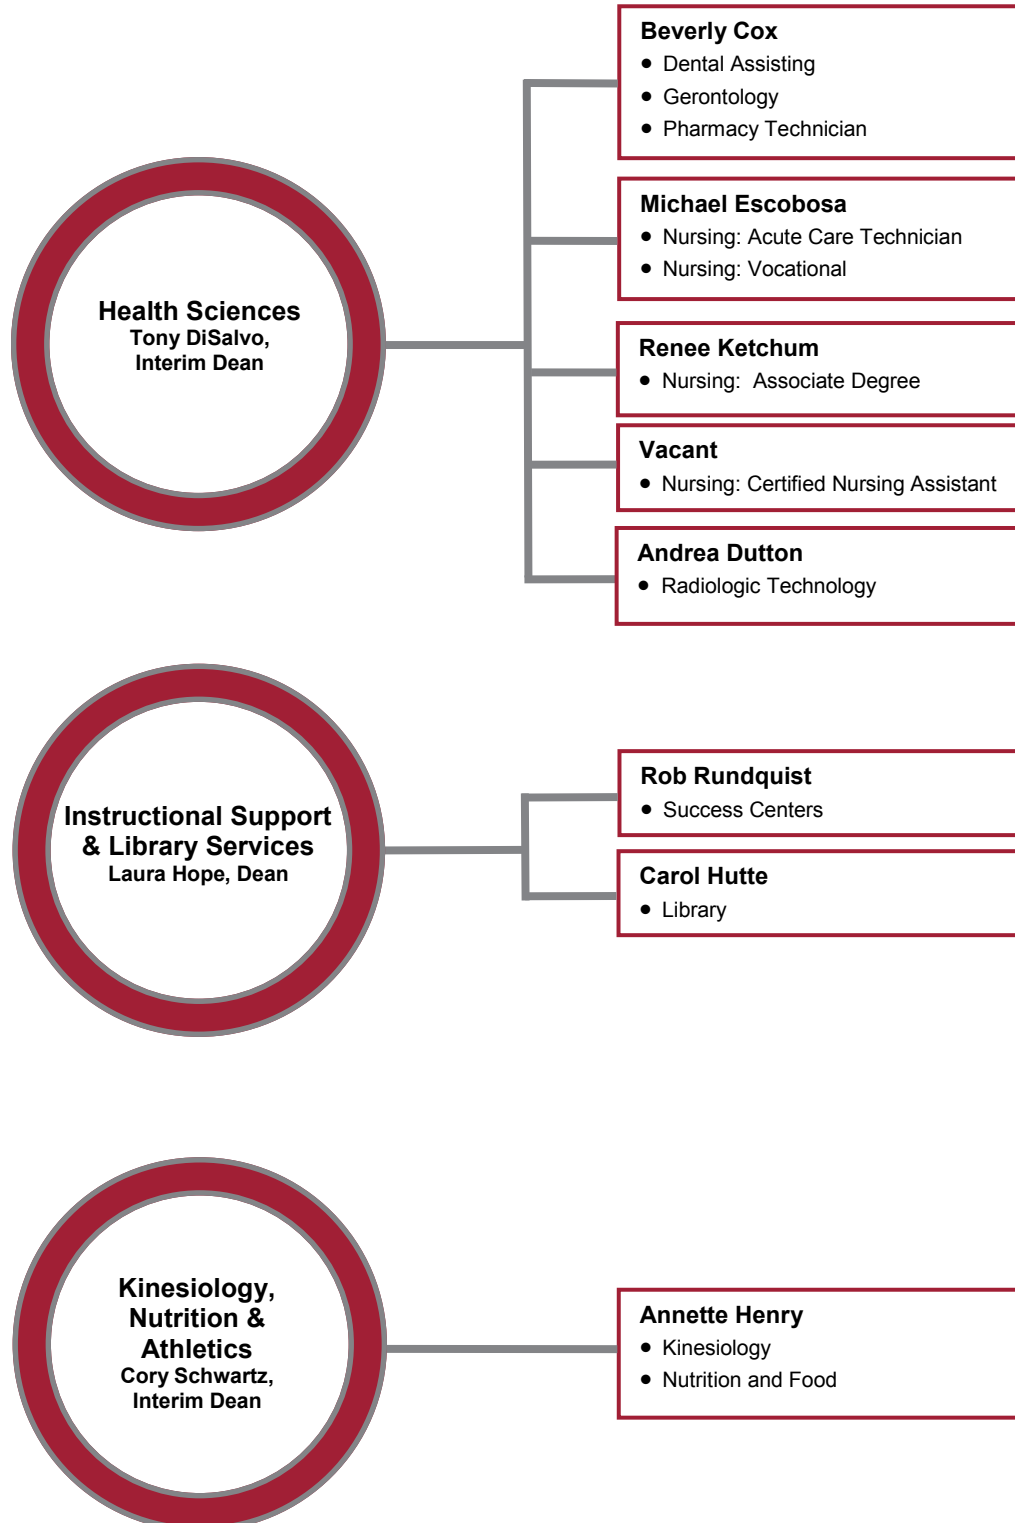 Health Sciences
Tony DiSalvo,
Interim Dean
Beverly Cox
• Dental Assisting
• Gerontology
• Pharmacy Technician
Michael Escobosa
• Nursing: Acute Care Technician
• Nursing: Vocational
Renee Ketchum
• Nursing:  Associate Degree
Vacant
• Nursing: Certified Nursing Assistant
Andrea Dutton
• Radiologic Technology
Instructional Support
& Library Services
Laura Hope, Dean
Rob Rundquist
• Success Centers
Carol Hutte
• Library
Kinesiology,
Nutrition &
Athletics
Cory Schwartz,
Interim Dean
Annette Henry
• Kinesiology
• Nutrition and Food